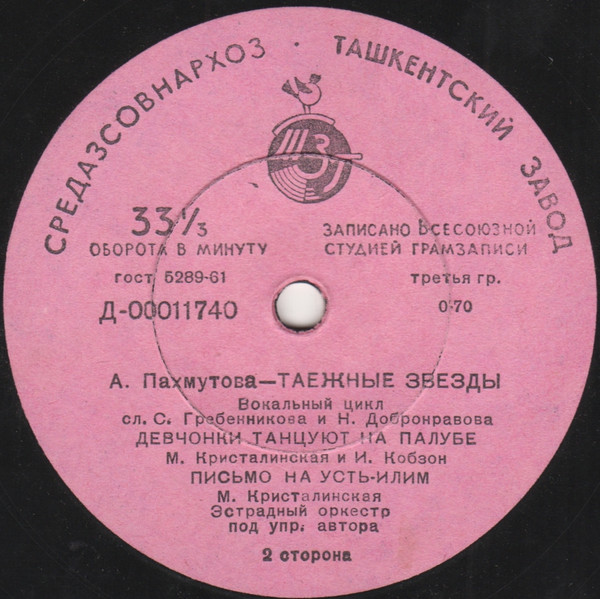 СРЕДАЗСОВНАРХОЗ · ТАШКЕНТСКИЙ ЗАВОД
ТЗГ
33⅓
ОБОРОТА В МИНУТУ
ГОСТ 5289-61
Д-00011740
ЗАПИСАНО ВСЕСОЮЗНОЙ
СТУДИЕЙ ГРАМЗАПИСИ
третья гр.
0-70
А. Пахмутова—ТАЕЖНЫЕ ЗВЕЗДЫ
Вокальный цикл
сл. С. Гребенникова и Н. Добронравова
ДЕВЧОНКИ ТАНЦУЮТ НА ПАЛУБЕ
М. Кристалинская и И. Кобзон
ПИСЬМО НА УСТЬ-ИЛИМ
М. Кристалинская
Эстрадный оркестр
под упр. автора
2 сторона